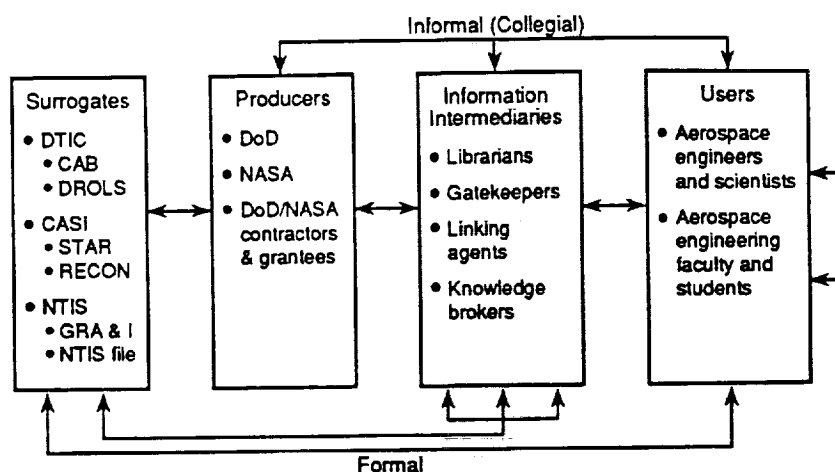 Informal (Collegial)
Surrogates
• DTIC
• CAB
• DROLS
• CASI
• STAR
• RECON
• NTIS
• GRA & I
• NTIS file
Producers
• DoD
• NASA
• DoD/NASA
contractors
& grantees
Information
Intermediaries
• Librarians
• Gatekeepers
• Linking
agents
• Knowledge
brokers
Users
• Aerospace
engineers
and scientists
• Aerospace
engineering
faculty and
students
Formal